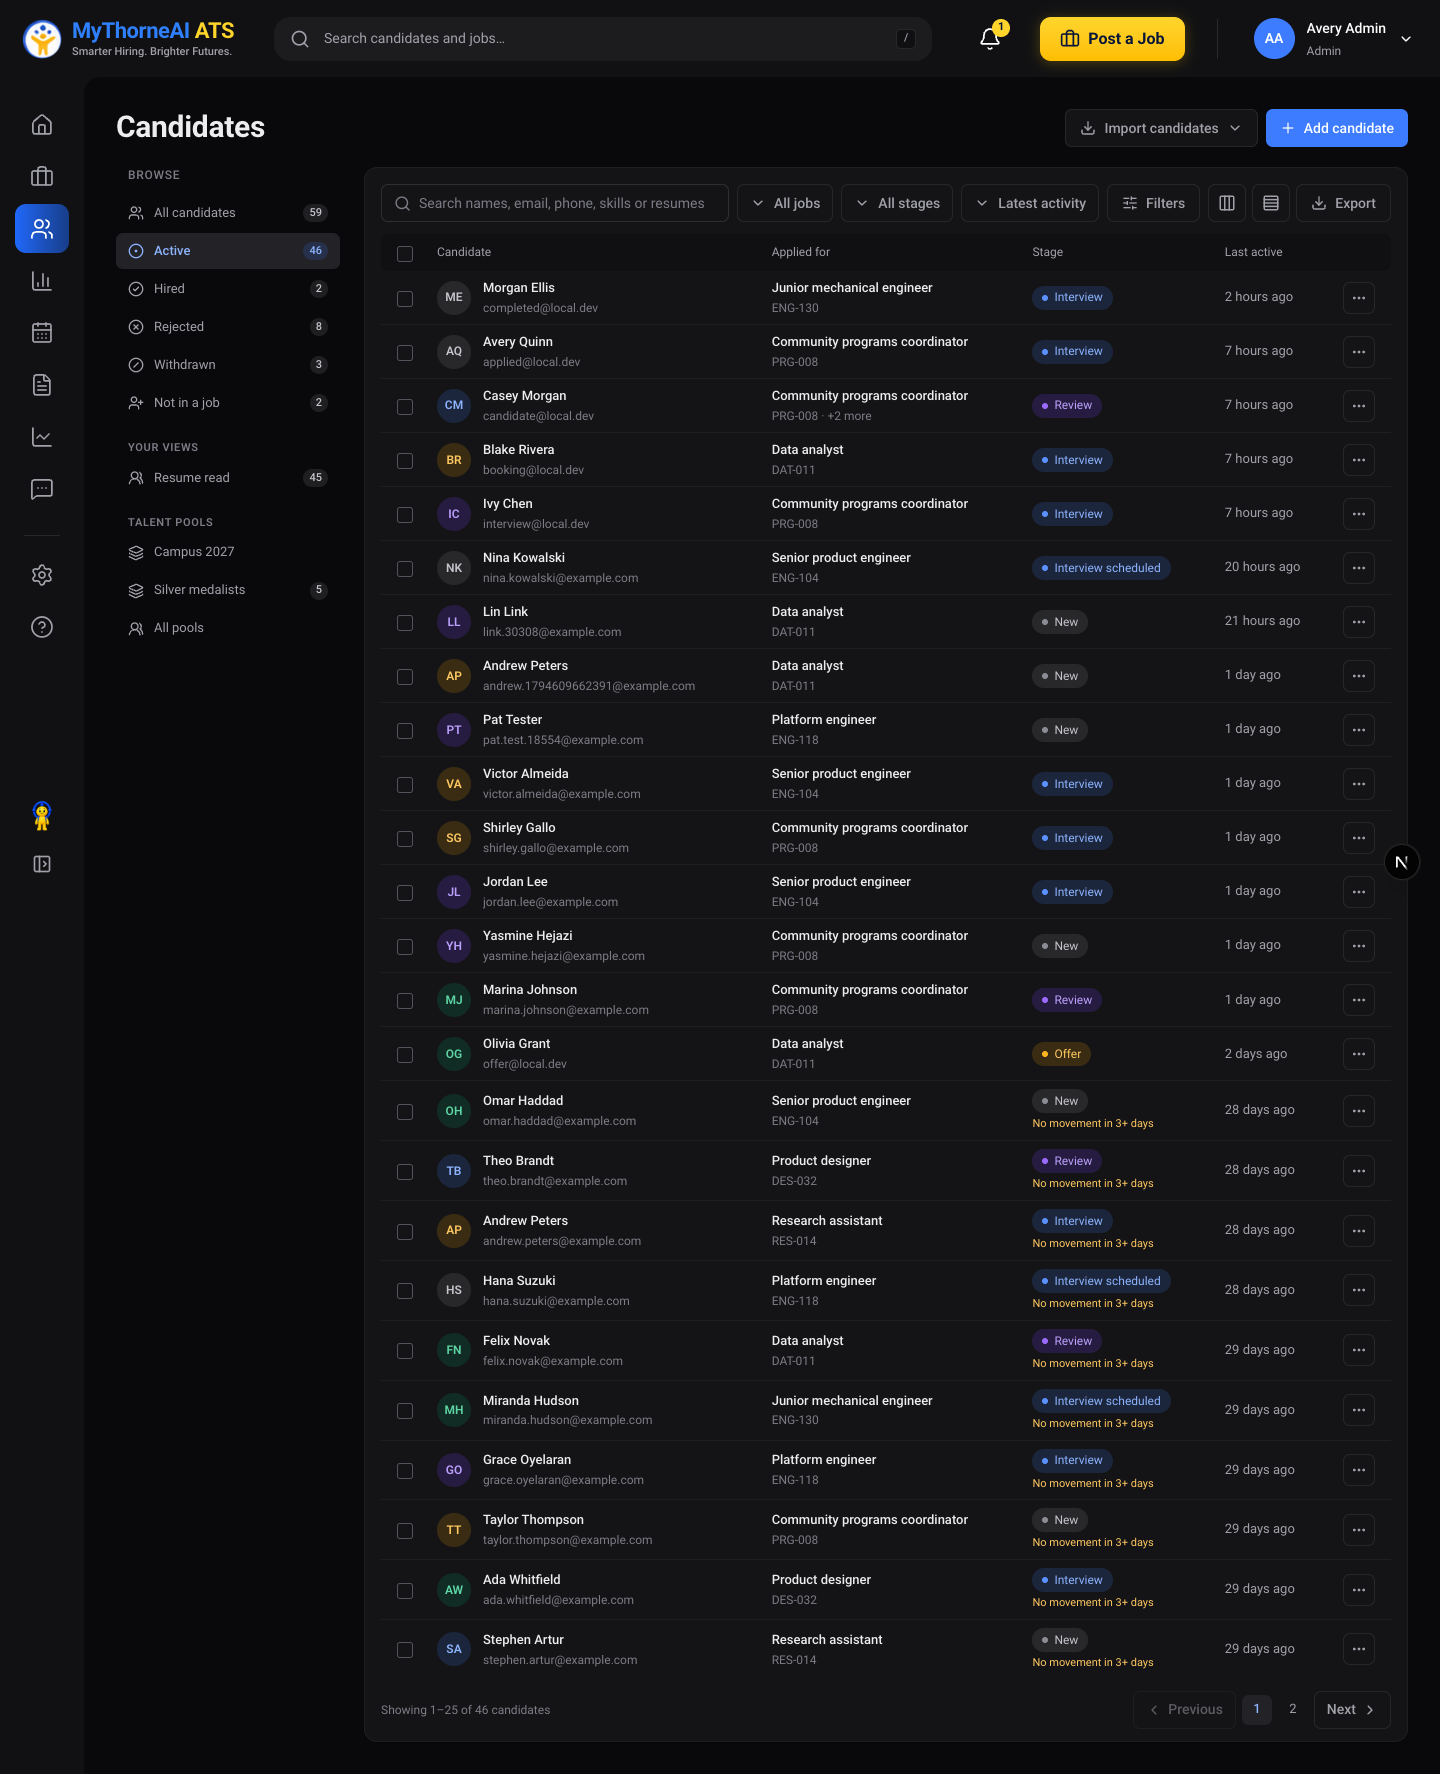 MyThorneAI ATS
Smarter Hiring. Brighter Futures.
Search candidates and jobs...
/
1
Post a Job
AA
Avery Admin
Admin
Candidates
Import candidates
Add candidate
BROWSE
All candidates 59
Active 46
Hired 2
Rejected 8
Withdrawn 3
Not in a job 2
YOUR VIEWS
Resume read 45
TALENT POOLS
Campus 2027
Silver medalists 5
All pools
Search names, email, phone, skills or resumes
All jobs
All stages
Latest activity
Filters
Export
Candidate Applied for Stage Last active
ME Morgan Ellis Junior mechanical engineer Interview 2 hours ago
completed@local.dev ENG-130
AQ Avery Quinn Community programs coordinator Interview 7 hours ago
applied@local.dev PRG-008
CM Casey Morgan Community programs coordinator Review 7 hours ago
candidate@local.dev PRG-008 · +2 more
BR Blake Rivera Data analyst Interview 7 hours ago
booking@local.dev DAT-011
IC Ivy Chen Community programs coordinator Interview 7 hours ago
interview@local.dev PRG-008
NK Nina Kowalski Senior product engineer Interview scheduled 20 hours ago
nina.kowalski@example.com ENG-104
LL Lin Link Data analyst New 21 hours ago
link.30308@example.com DAT-011
AP Andrew Peters Data analyst New 1 day ago
andrew.1794609662391@example.com DAT-011
PT Pat Tester Platform engineer New 1 day ago
pat.test.18554@example.com ENG-118
VA Victor Almeida Senior product engineer Interview 1 day ago
victor.almeida@example.com ENG-104
SG Shirley Gallo Community programs coordinator Interview 1 day ago
shirley.gallo@example.com PRG-008
JL Jordan Lee Senior product engineer Interview 1 day ago
jordan.lee@example.com ENG-104
N
YH Yasmine Hejazi Community programs coordinator New 1 day ago
yasmine.hejazi@example.com PRG-008
MJ Marina Johnson Community programs coordinator Review 1 day ago
marina.johnson@example.com PRG-008
OG Olivia Grant Data analyst Offer 2 days ago
offer@local.dev DAT-011
OH Omar Haddad Senior product engineer New 28 days ago
omar.haddad@example.com ENG-104 No movement in 3+ days
TB Theo Brandt Product designer Review 28 days ago
theo.brandt@example.com DES-032 No movement in 3+ days
AP Andrew Peters Research assistant Interview 28 days ago
andrew.peters@example.com RES-014 No movement in 3+ days
HS Hana Suzuki Platform engineer Interview scheduled 28 days ago
hana.suzuki@example.com ENG-118 No movement in 3+ days
FN Felix Novak Data analyst Review 29 days ago
felix.novak@example.com DAT-011 No movement in 3+ days
MH Miranda Hudson Junior mechanical engineer Interview scheduled 29 days ago
miranda.hudson@example.com ENG-130 No movement in 3+ days
GO Grace Oyelaran Platform engineer Interview 29 days ago
grace.oyelaran@example.com ENG-118 No movement in 3+ days
TT Taylor Thompson Community programs coordinator New 29 days ago
taylor.thompson@example.com PRG-008 No movement in 3+ days
AW Ada Whitfield Product designer Interview 29 days ago
ada.whitfield@example.com DES-032 No movement in 3+ days
SA Stephen Artur Research assistant New 29 days ago
stephen.artur@example.com RES-014 No movement in 3+ days
Showing 1–25 of 46 candidates
Previous 1 2 Next